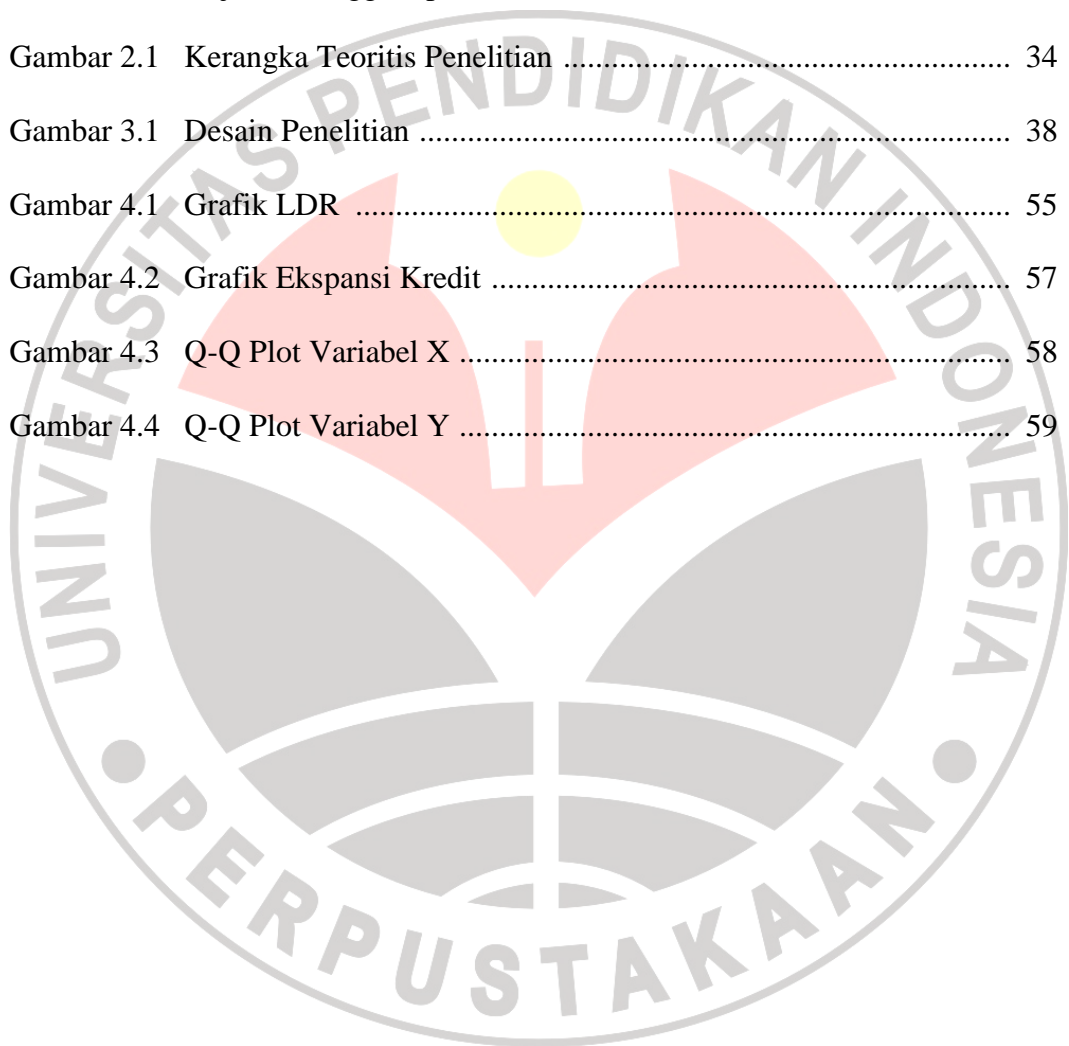 Gambar 2.1 Kerangka Teoritis Penelitian ......................................................... 34
Gambar 3.1 Desain Penelitian ........................................................................... 38
Gambar 4.1 Grafik LDR ................................................................................... 55
Gambar 4.2 Grafik Ekspansi Kredit .................................................................. 57
Gambar 4.3 Q-Q Plot Variabel X ...................................................................... 58
Gambar 4.4 Q-Q Plot Variabel Y ...................................................................... 59
UNIVERSITAS PENDIDIKAN INDONESIA
PERPUSTAKAAN